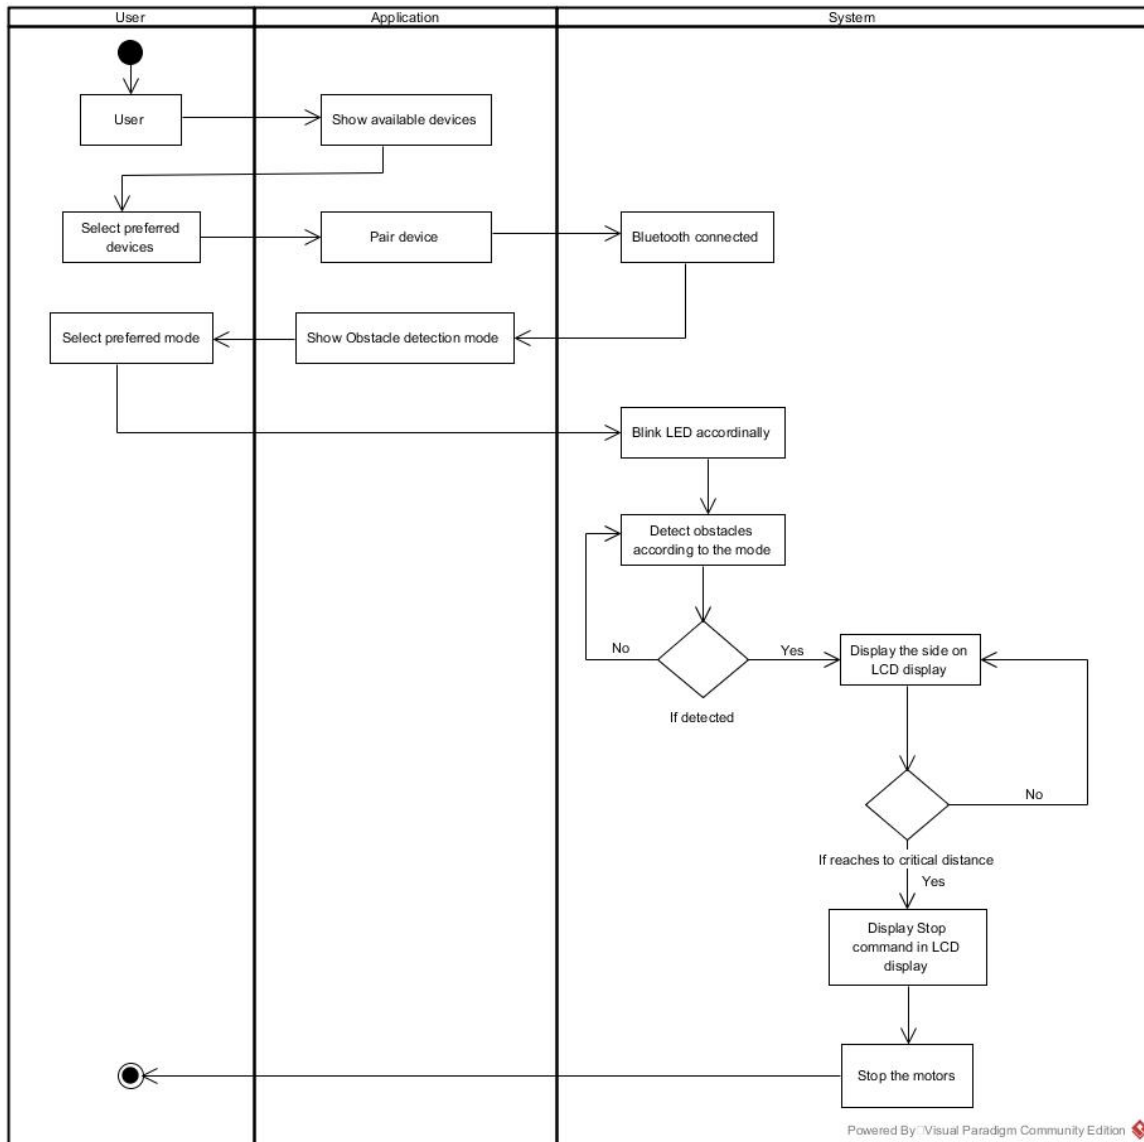 User
Application
System
User
Show available devices
Select preferred
devices
Pair device
Bluetooth connected
Select preferred mode
Show Obstacle detection mode
Blink LED accordinally
Detect obstacles
according to the mode
No
Yes
If detected
Display the side on
LCD display
No
If reaches to critical distance
Yes
Display Stop
command in LCD
display
Stop the motors
Powered By Visual Paradigm Community Edition